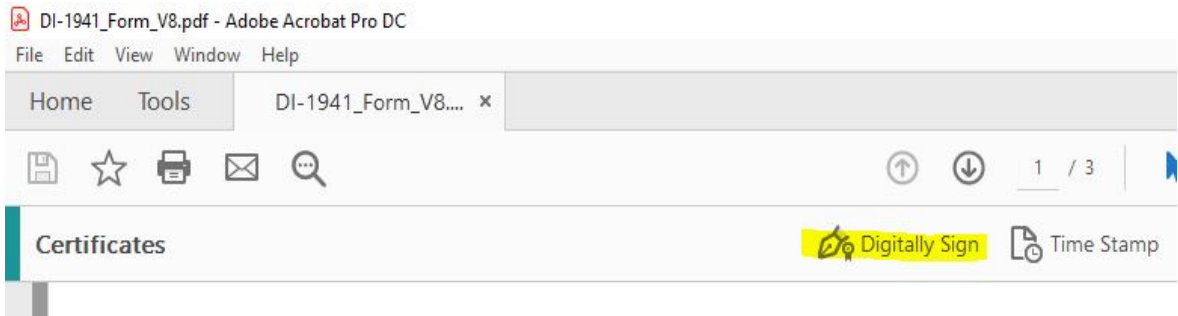 DI-1941_Form_V8.pdf - Adobe Acrobat Pro DC
File Edit View Window Help
Home Tools DI-1941_Form_V8.... ×
1 / 3
Certificates Digitally Sign Time Stamp